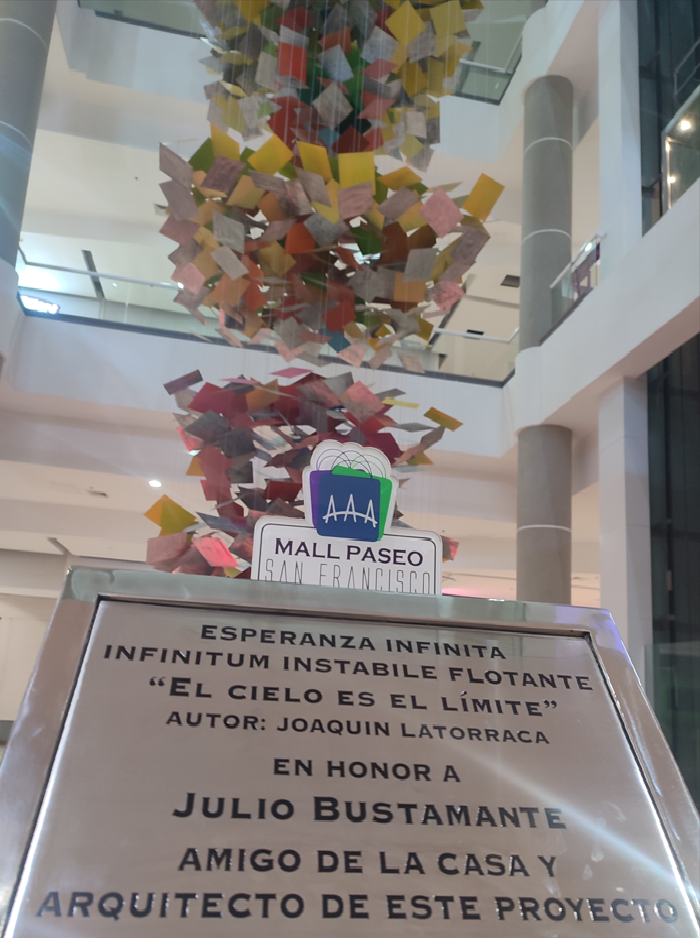 AAA
MALL PASEO
SAN FRANCISCO
ESPERANZA INFINITA
INFINITUM INSTABILE FLOTANTE
“EL CIELO ES EL LÍMITE”
AUTOR: JOAQUIN LATORRACA
EN HONOR A
JULIO BUSTAMANTE
AMIGO DE LA CASA Y
ARQUITECTO DE ESTE PROYECTO